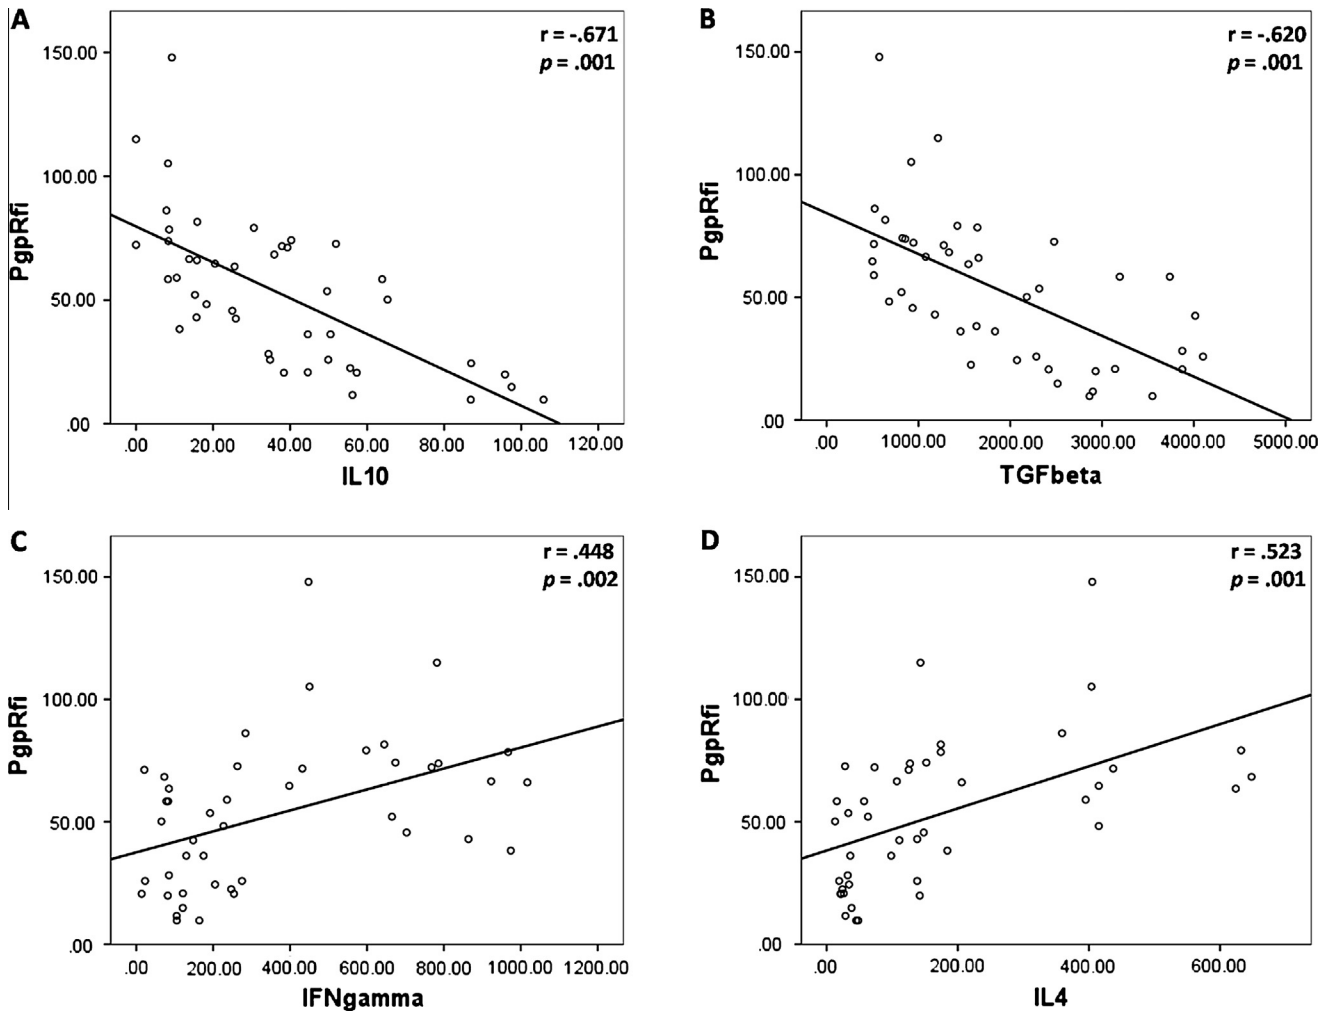 A
r = -.671
p = .001
150.00
100.00
50.00
.00
PgpRfi
.00 20.00 40.00 60.00 80.00 100.00 120.00
IL10
B
r = -.620
p = .001
150.00
100.00
50.00
.00
PgpRfi
.00 1000.00 2000.00 3000.00 4000.00 5000.00
TGFbeta
C
r = .448
p = .002
150.00
100.00
50.00
.00
PgpRfi
.00 200.00 400.00 600.00 800.00 1000.00 1200.00
IFNgamma
D
r = .523
p = .001
150.00
100.00
50.00
.00
PgpRfi
.00 200.00 400.00 600.00
IL4